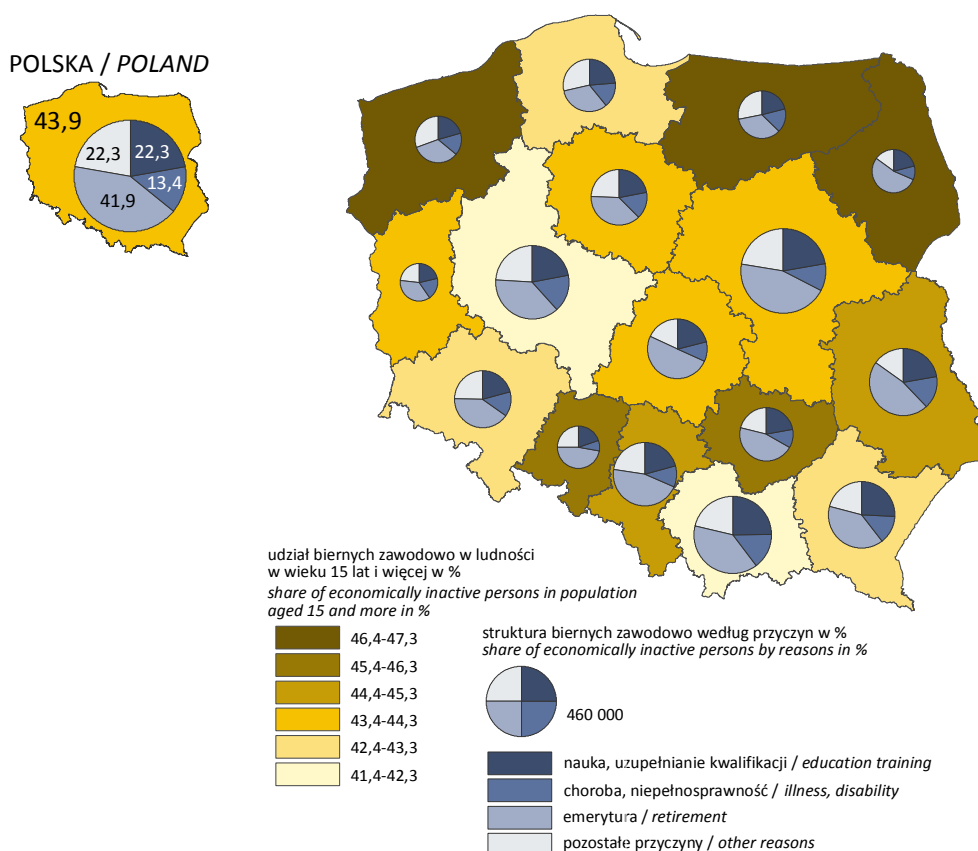 POLSKA / POLAND
43,9
22,3
22,3
13,4
41,9
udział biernych zawodowo w ludności
w wieku 15 lat i więcej w %
share of economically inactive persons in population
aged 15 and more in %
46,4-47,3
45,4-46,3
44,4-45,3
43,4-44,3
42,4-43,3
41,4-42,3
struktura biernych zawodowo według przyczyn w %
share of economically inactive persons by reasons in %
460 000
nauka, uzupełnianie kwalifikacji / education training
choroba, niepełnosprawność / illness, disability
emerytura / retirement
pozostałe przyczyny / other reasons